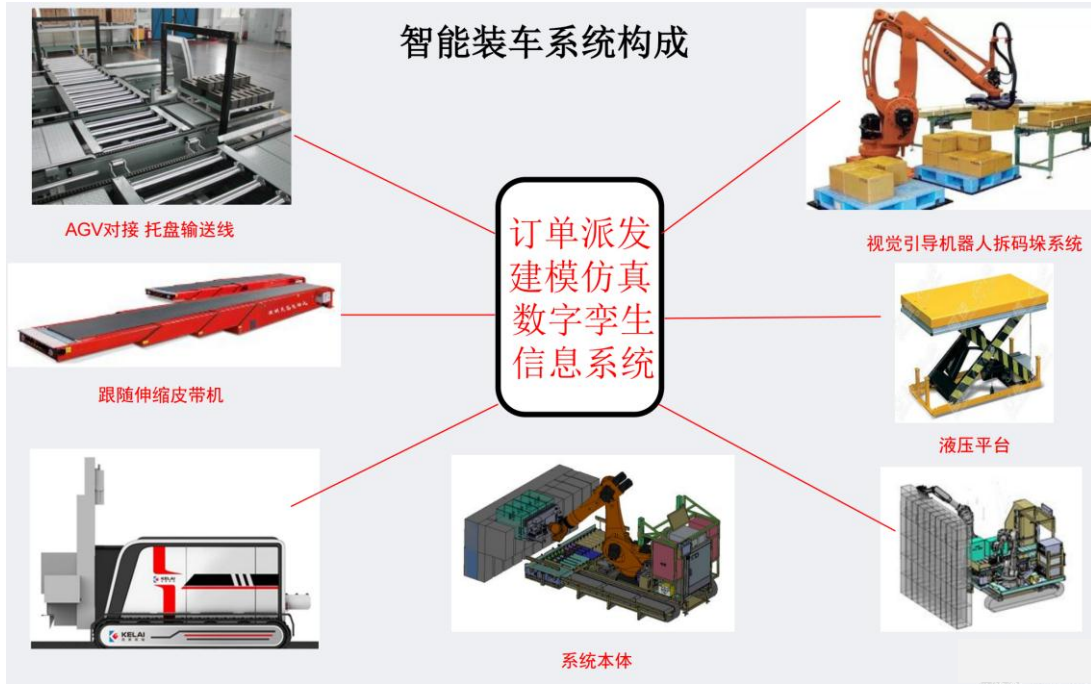 智能装车系统构成
AGV对接 托盘输送线
订单派发
建模仿真
数字孪生
信息系统
视觉引导机器人拆码垛系统
跟随伸缩皮带机
液压平台
KELAI
KELAI
系统本体